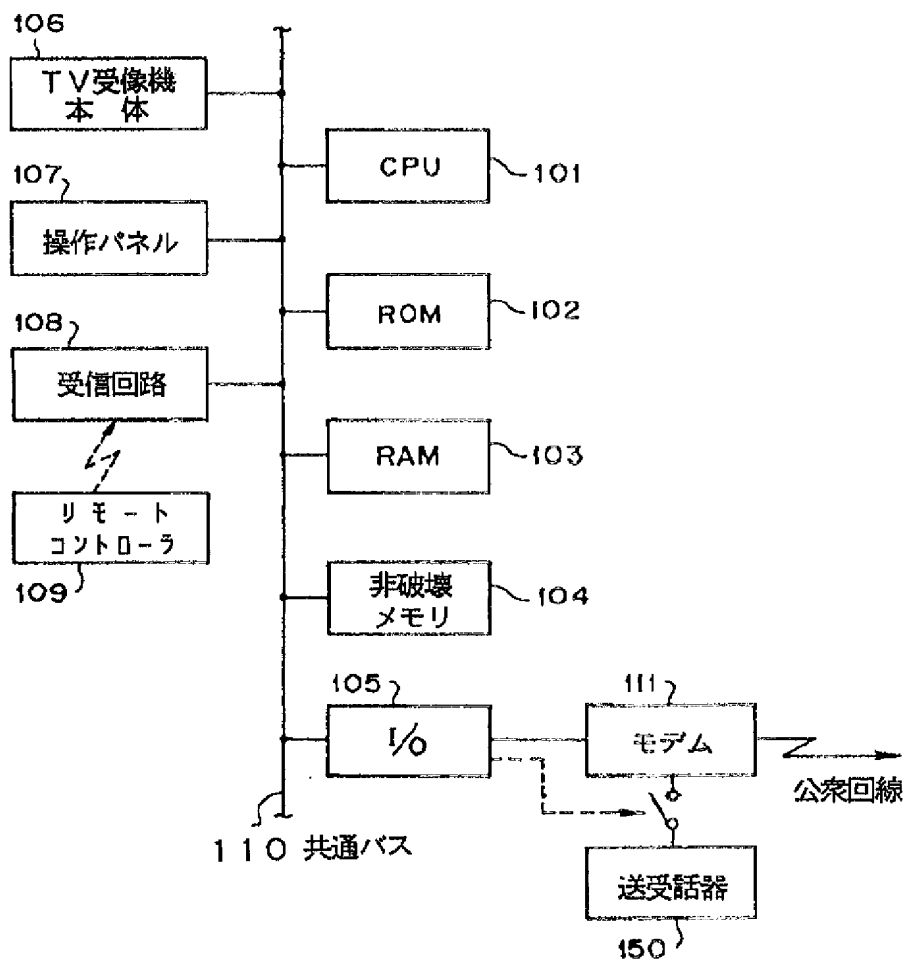 106
TV受像機
本 体
CPU
101
107
操作パネル
ROM
102
108
受信回路
RAM
103
リモート
コントローラ
109
非破壊
メモリ
104
105
I/O
111
モデム
公衆回線
110 共通バス
送受話器
150